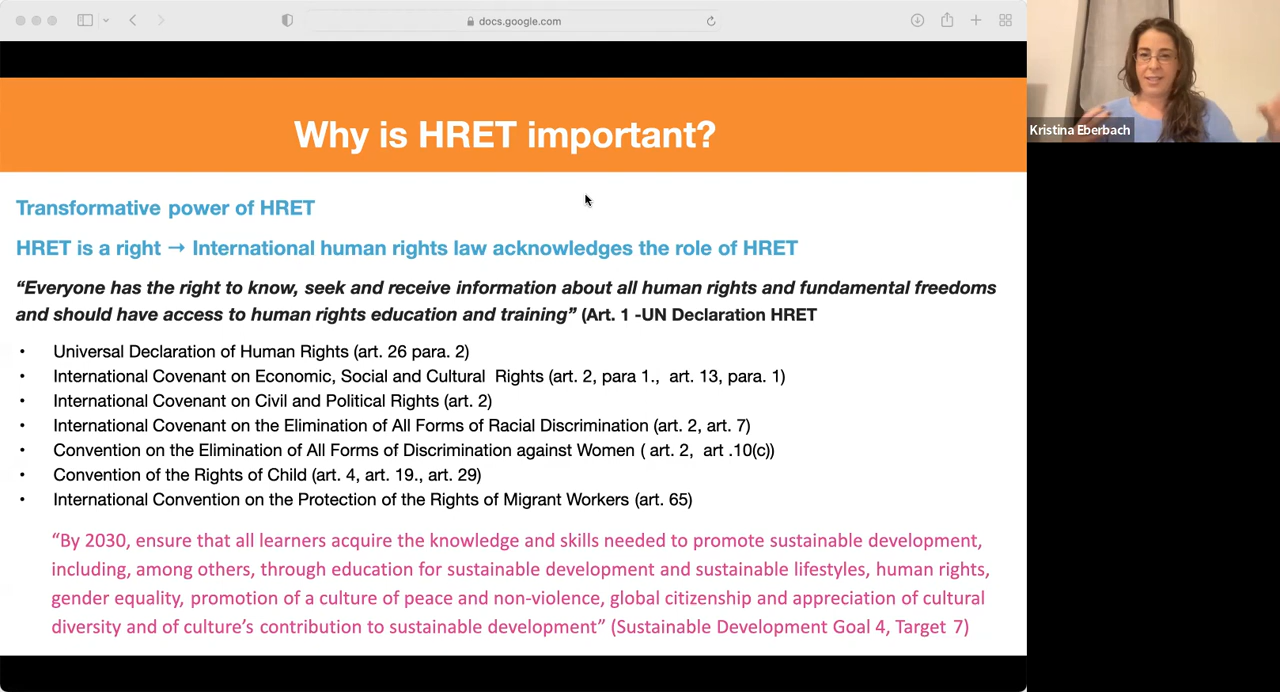 docs.google.com
Kristina Eberbach
Why is HRET important?
Transformative power of HRET
HRET is a right → International human rights law acknowledges the role of HRET
“Everyone has the right to know, seek and receive information about all human rights and fundamental freedoms
and should have access to human rights education and training” (Art. 1 -UN Declaration HRET
• Universal Declaration of Human Rights (art. 26 para. 2)
• International Covenant on Economic, Social and Cultural  Rights (art. 2, para 1.,  art. 13, para. 1)
• International Covenant on Civil and Political Rights (art. 2)
• International Covenant on the Elimination of All Forms of Racial Discrimination (art. 2, art. 7)
• Convention on the Elimination of All Forms of Discrimination against Women ( art. 2,  art .10(c))
• Convention of the Rights of Child (art. 4, art. 19., art. 29)
• International Convention on the Protection of the Rights of Migrant Workers (art. 65)
“By 2030, ensure that all learners acquire the knowledge and skills needed to promote sustainable development,
including, among others, through education for sustainable development and sustainable lifestyles, human rights,
gender equality, promotion of a culture of peace and non-violence, global citizenship and appreciation of cultural
diversity and of culture’s contribution to sustainable development” (Sustainable Development Goal 4, Target 7)